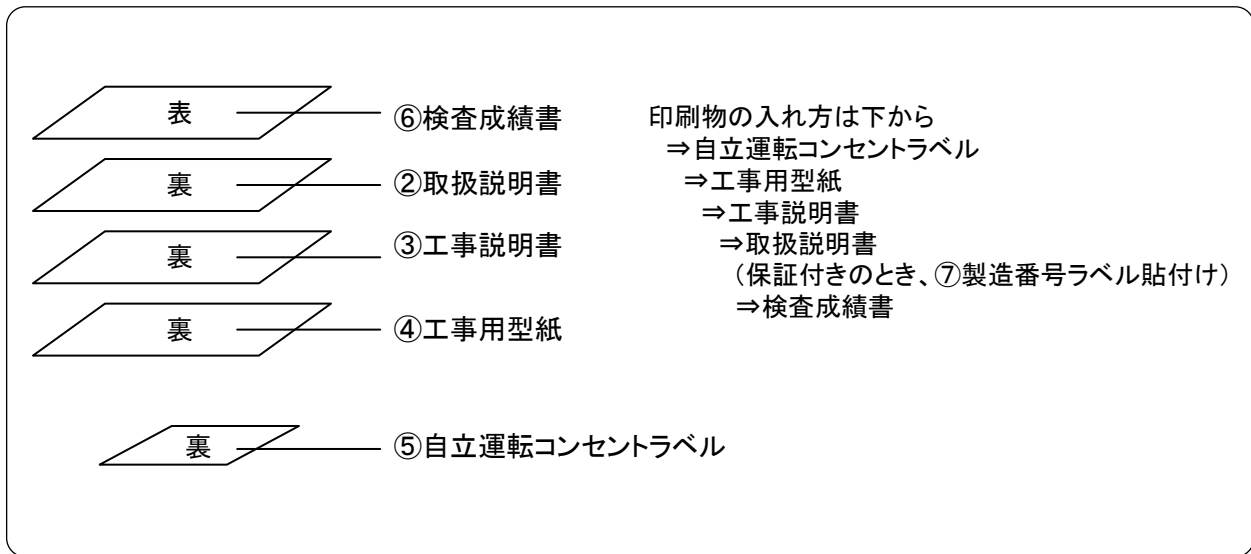 表
⑥検査成績書
裏
②取扱説明書
裏
③工事説明書
裏
④工事用型紙
裏
⑤自立運転コンセントラベル
印刷物の入れ方は下から
⇒自立運転コンセントラベル
⇒工事用型紙
⇒工事説明書
⇒取扱説明書
（保証付きのとき、⑦製造番号ラベル貼付け）
⇒検査成績書